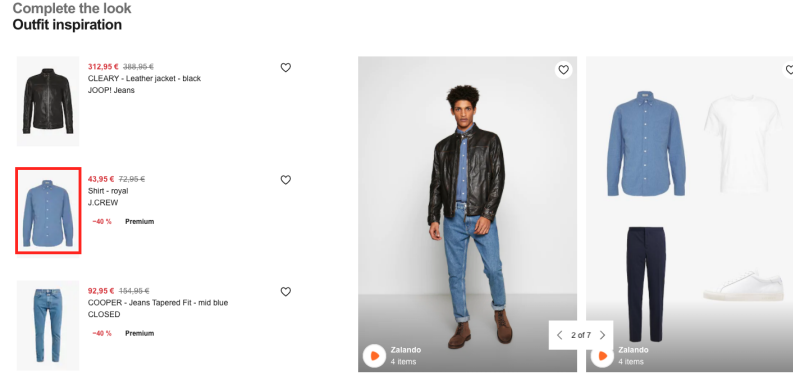 Complete the look
Outfit inspiration
312,95 € 388,95 €
CLEARY - Leather jacket - black
JOOP! Jeans
43,95 € 72,95 €
Shirt - royal
J.CREW
−40 %
Premium
92,95 € 154,95 €
COOPER - Jeans Tapered Fit - mid blue
CLOSED
−40 %
Premium
Zalando
4 items
2 of 7
Zalando
4 items